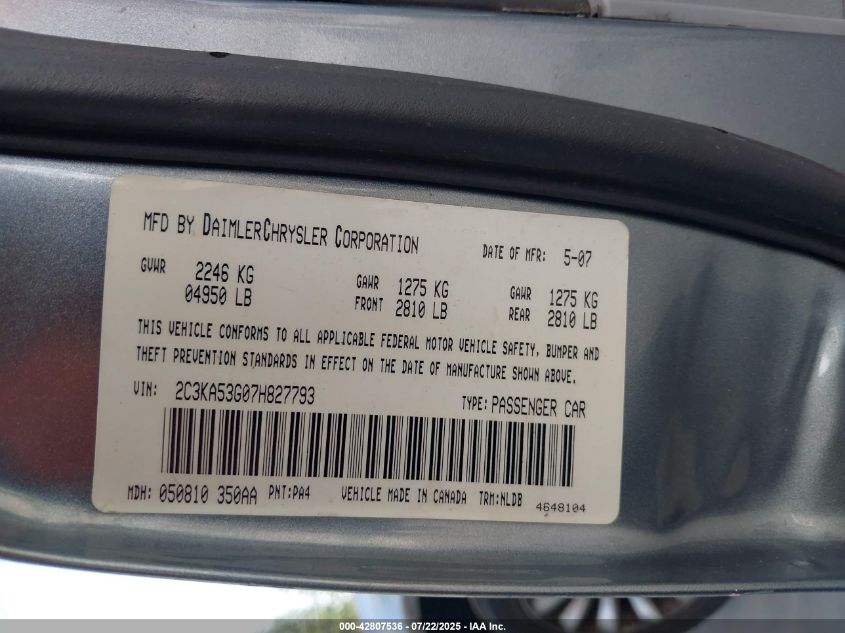 MFD BY DAIMLERCHRYSLER CORPORATION DATE OF MFR: 5-07
GVWR 2246 KG GAWR 1275 KG GAWR 1275 KG
04950 LB FRONT 2810 LB REAR 2810 LB
THIS VEHICLE CONFORMS TO ALL APPLICABLE FEDERAL MOTOR VEHICLE SAFETY, BUMPER AND
THEFT PREVENTION STANDARDS IN EFFECT ON THE DATE OF MANUFACTURE SHOWN ABOVE.
VIN: 2C3KA53G07H827793 TYPE: PASSENGER CAR
MDH: 050810 350AA PNT:PA4 VEHICLE MADE IN CANADA TRM:NLDB 4648104
000-42807536 - 07/22/2025 - IAA Inc.